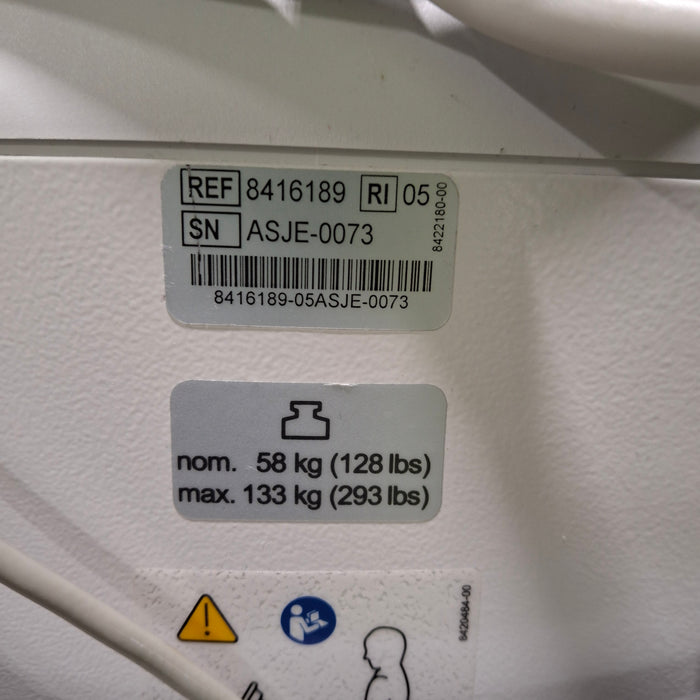 REF 8416189 RI 05
SN ASJE-0073
8416189-05ASJE-0073
8422180-00
nom. 58 kg (128 lbs)
max. 133 kg (293 lbs)
8420484-00